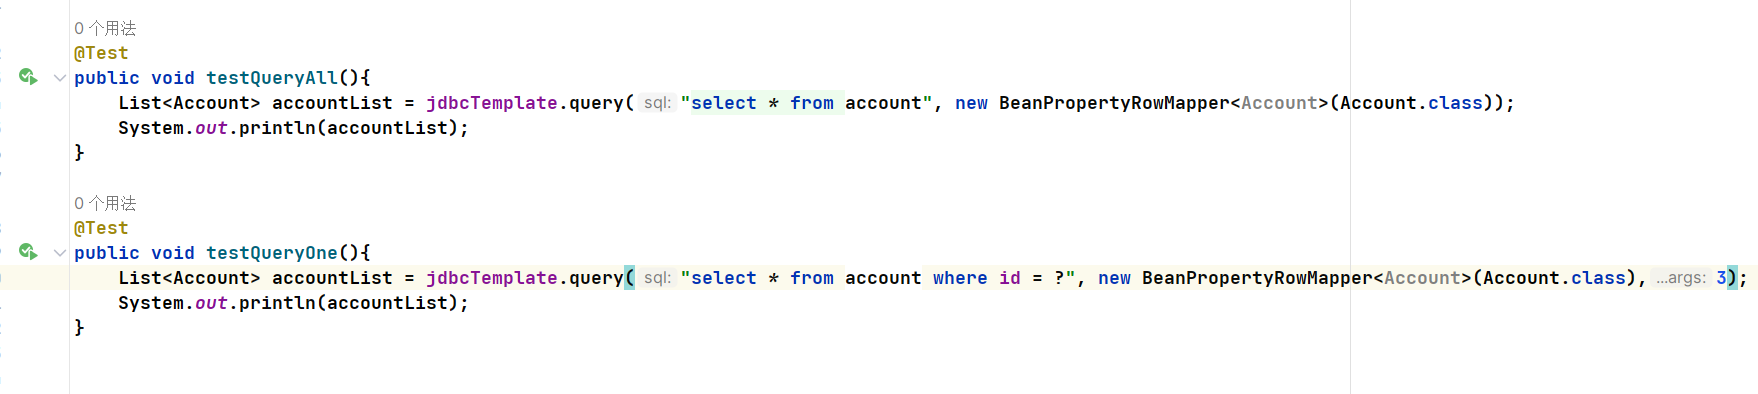 0 个用法
@Test
public void testQueryAll(){
    List<Account> accountList = jdbcTemplate.query( sql: "select * from account", new BeanPropertyRowMapper<Account>(Account.class));
    System.out.println(accountList);
}
0 个用法
@Test
public void testQueryOne(){
    List<Account> accountList = jdbcTemplate.query( sql: "select * from account where id = ?", new BeanPropertyRowMapper<Account>(Account.class), ...args: 3);
    System.out.println(accountList);
}